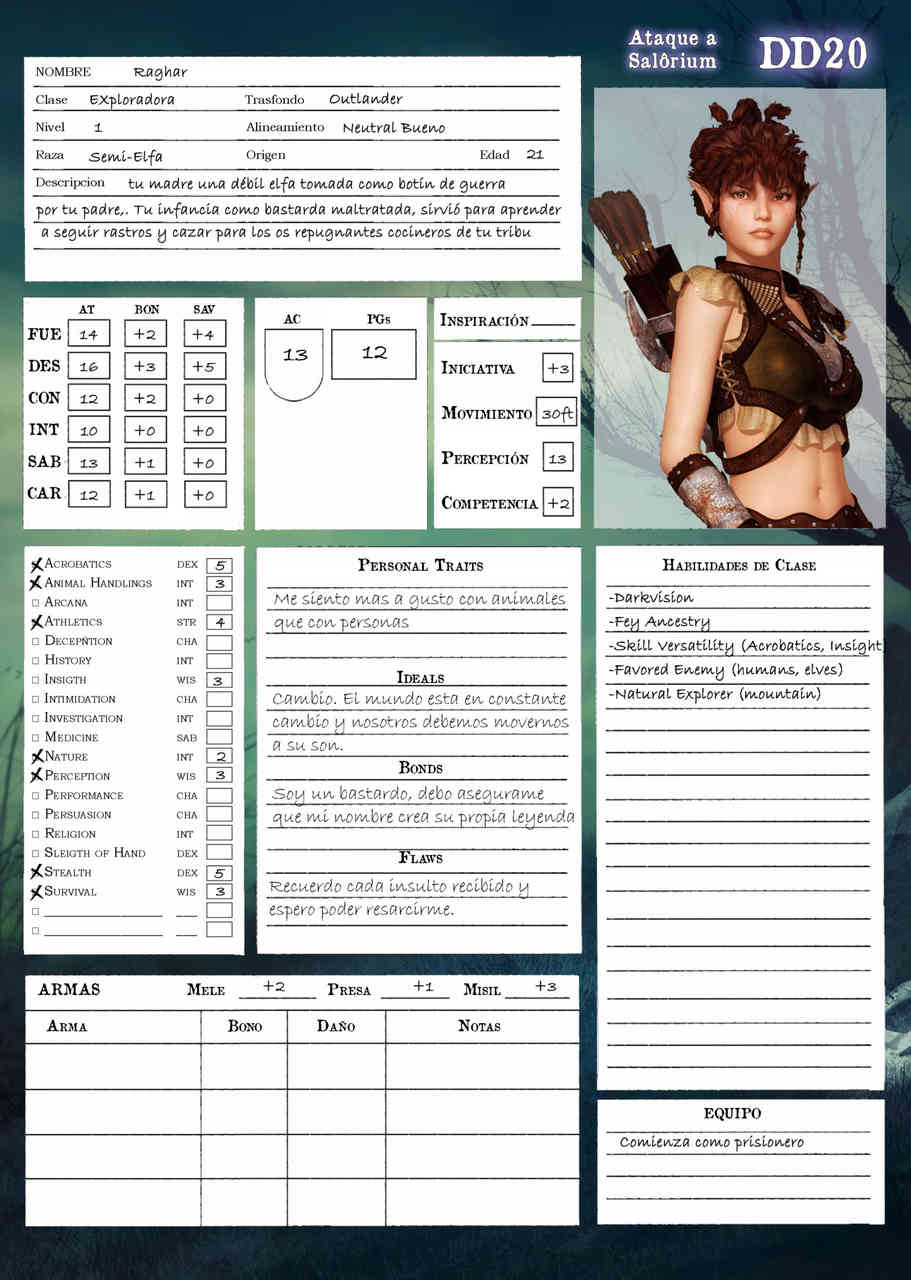 Ataque a
Salôrium
DD20
NOMBRE Raghar
Clase EXploradora Trasfondo Outlander
Nivel 1 Alineamiento Neutral Bueno
Raza Semi-Elfa Origen Edad 21
Descripcion tu madre una débil elfa tomada como botín de guerra
por tu padre,. Tu infancia como bastarda maltratada, sirvió para aprender
a seguir rastros y cazar para los os repugnantes cocineros de tu tribu
AT BON SAV
FUE 14 +2 +4
DES 16 +3 +5
CON 12 +2 +0
INT 10 +0 +0
SAB 13 +1 +0
CAR 12 +1 +0
AC PGs
13 12
Inspiración
Iniciativa +3
Movimiento 30ft
Percepción 13
Competencia +2
Acrobatics DEX 5
Animal Handlings INT 3
Arcana INT
Athletics STR 4
Decepñtion CHA
History INT
Insigth WIS 3
Intimidation CHA
Investigation INT
Medicine SAB
Nature INT 2
Perception WIS 3
Performance CHA
Persuasion CHA
Religion INT
Sleigth of Hand DEX
Stealth DEX 5
Survival WIS 3
Personal Traits
Me siento mas a gusto con animales
que con personas
Ideals
Cambio. El mundo esta en constante
cambio y nosotros debemos movernos
a su son.
Bonds
Soy un bastardo, debo asegurame
que mi nombre crea su propia leyenda
Flaws
Recuerdo cada insulto recibido y
espero poder resarcirme.
Habilidades de Clase
-Darkvision
-Fey Ancestry
-Skill Versatility (Acrobatics, Insight)
-Favored Enemy (humans, elves)
-Natural Explorer (mountain)
ARMAS Mele +2 Presa +1 Misil +3
Arma Bono Daño Notas
EQUIPO
Comienza como prisionero